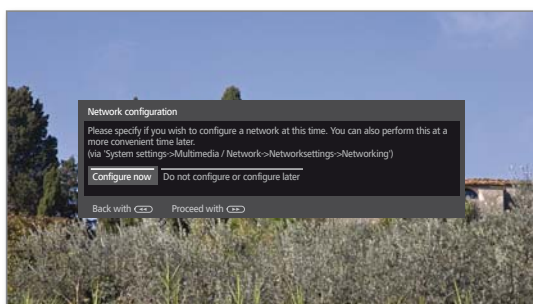 Network configuration
Please specify if you wish to configure a network at this time. You can also perform this at a
more convenient time later.
(via 'System settings->Multimedia / Network->Networksettings->Networking')
Configure now Do not configure or configure later
Back with Proceed with